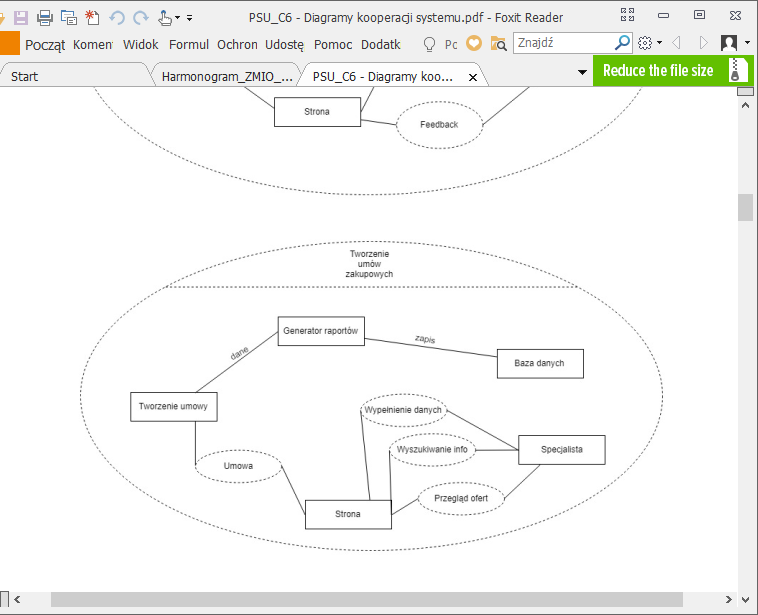 PSU_C6 - Diagramy kooperacji systemu.pdf - Foxit Reader
Począt Komen Widok Formul Ochron Udostę Pomoc Dodatk Pc Znajdź
Start Harmonogram_ZMIO_... PSU_C6 - Diagramy koo... Reduce the file size
Strona
Feedback
Tworzenie
umów
zakupowych
Generator raportów
zapis
dane
Baza danych
Tworzenie umowy
Wypełnienie danych
Wyszukiwanie info
Specjalista
Umowa
Przegląd ofert
Strona